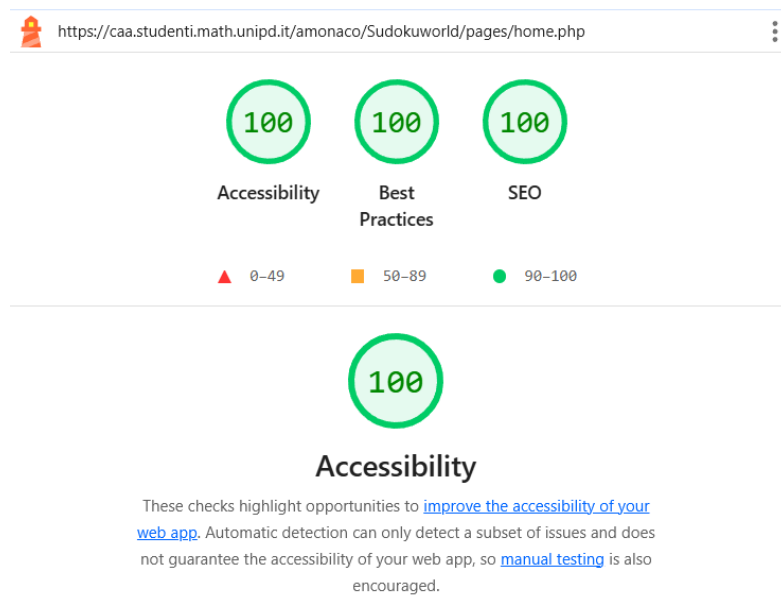 https://caa.studenti.math.unipd.it/amonaco/Sudokuworld/pages/home.php
100 100 100
Accessibility Best Practices SEO
0–49 50–89 90–100
100
Accessibility
These checks highlight opportunities to improve the accessibility of your
web app. Automatic detection can only detect a subset of issues and does
not guarantee the accessibility of your web app, so manual testing is also
encouraged.